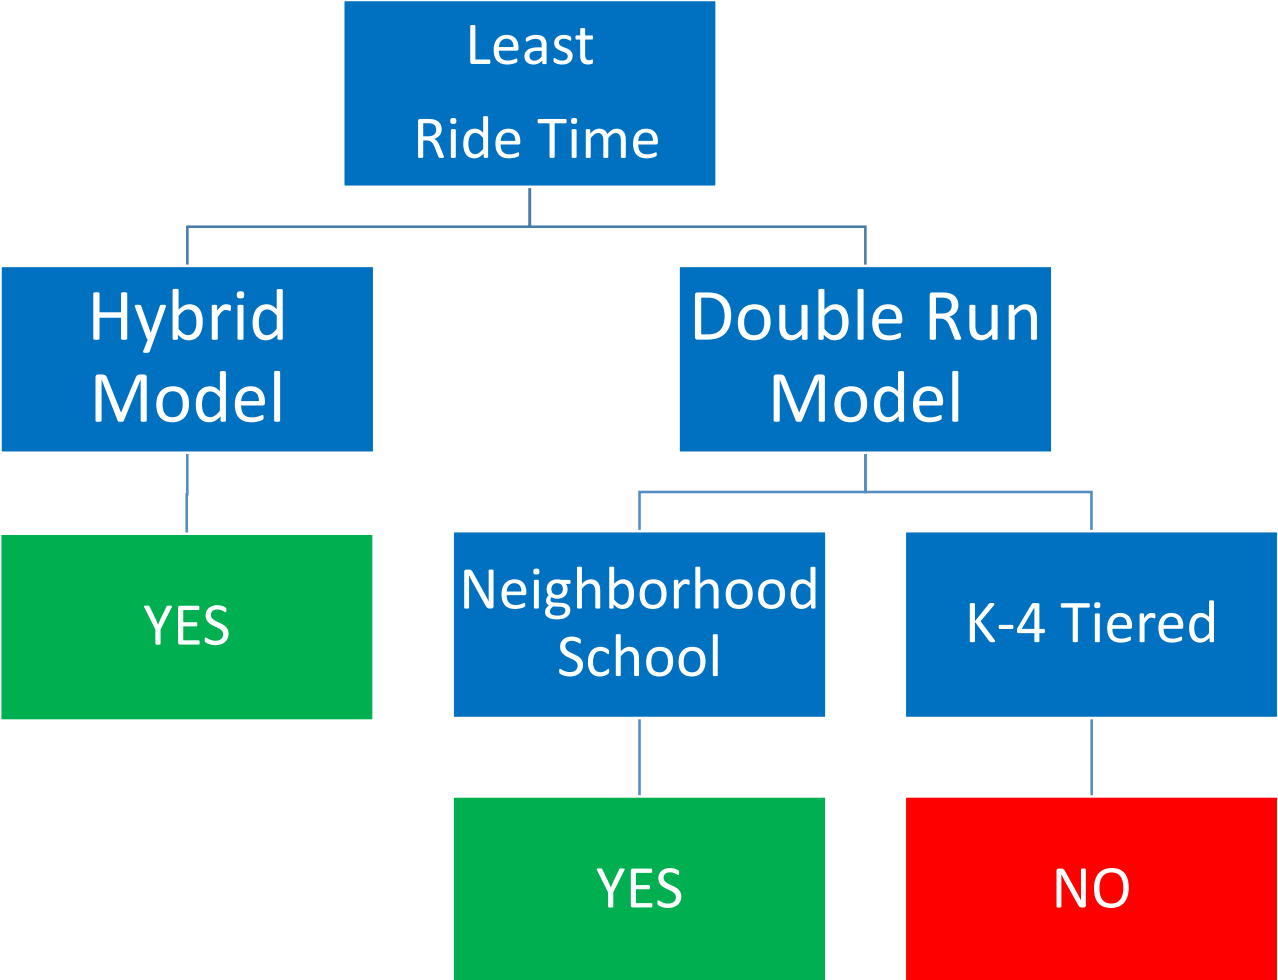 Least
Ride Time
Hybrid
Model
Double Run
Model
YES
Neighborhood
School
K-4 Tiered
YES
NO